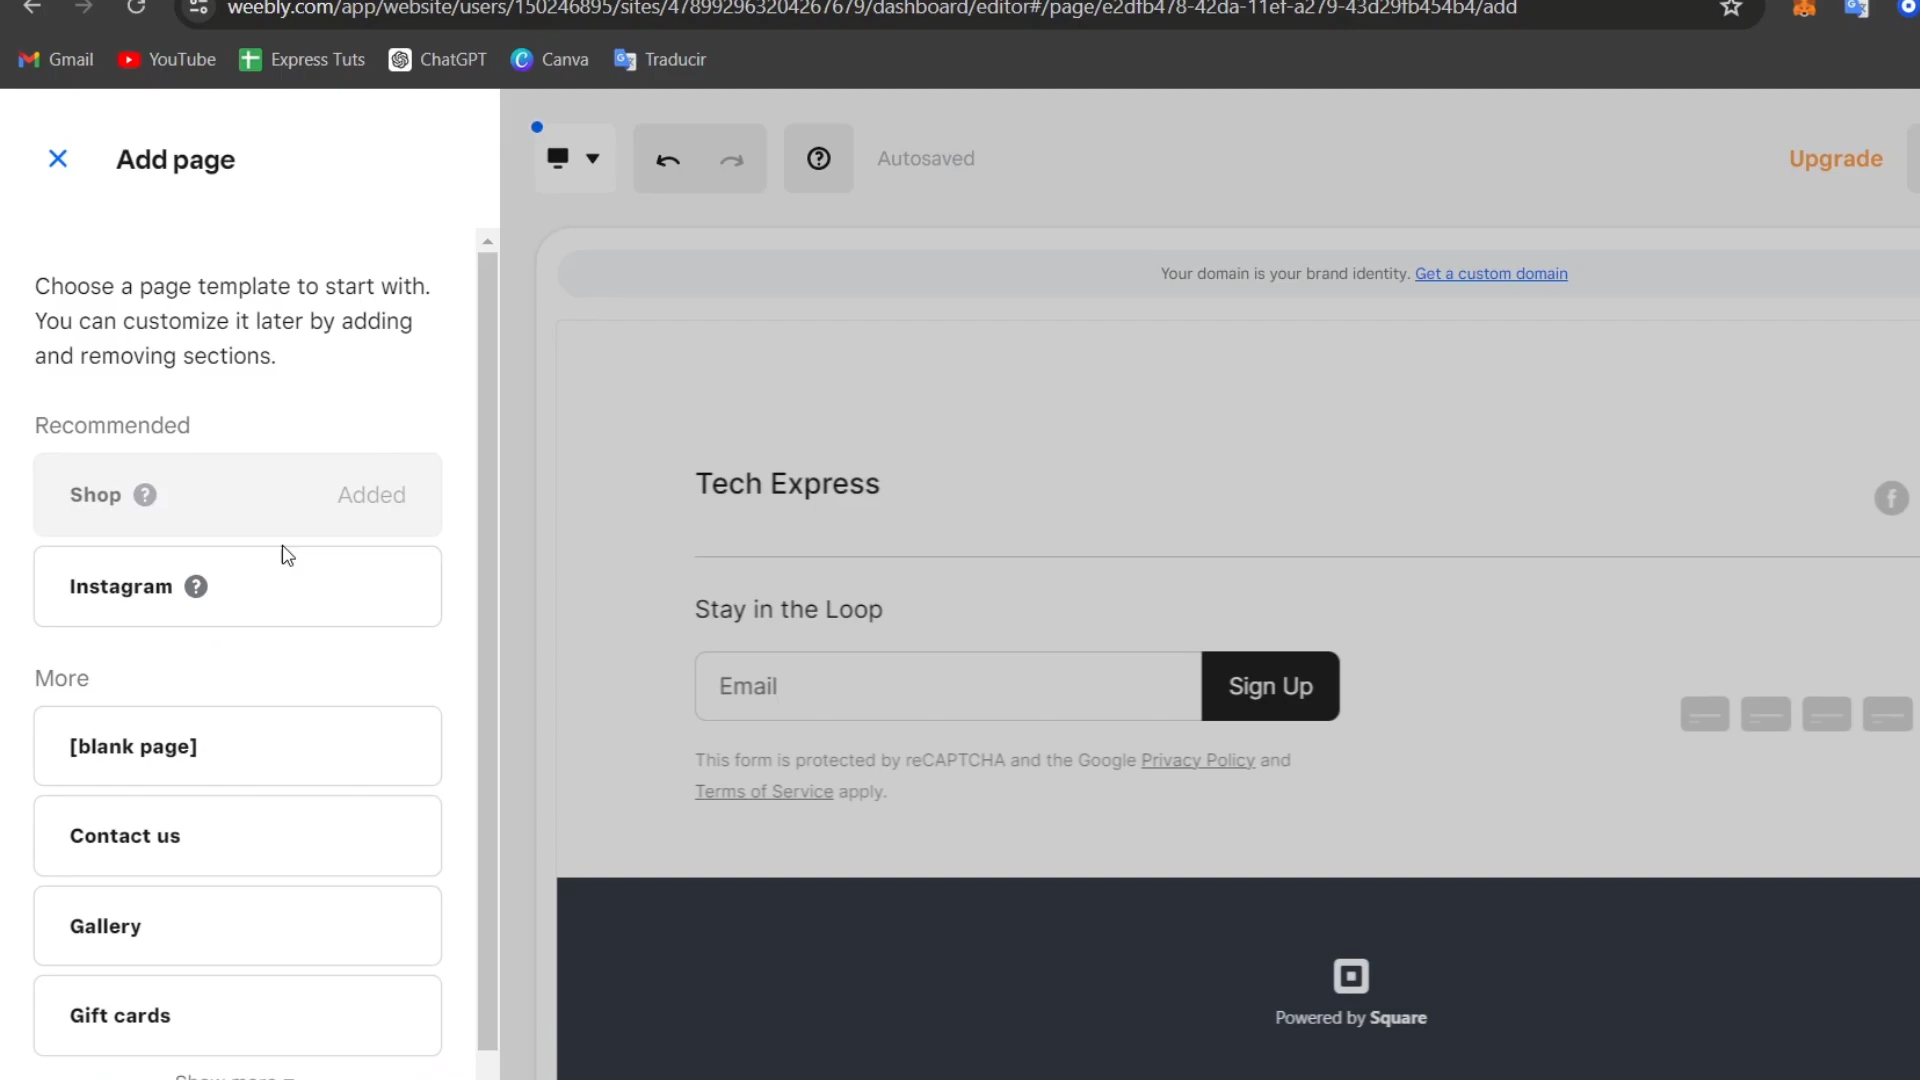 weebly.com/app/website/users/150246895/sites/478992963204267679/dashboard/editor#/page/e2dfb478-42da-11ef-a279-43d29fb454b4/add
Gmail YouTube Express Tuts ChatGPT Canva Traducir
Add page
Autosaved
Upgrade
Your domain is your brand identity. Get a custom domain
Choose a page template to start with.
You can customize it later by adding
and removing sections.
Recommended
Shop ? Added
Instagram ?
More
[blank page]
Contact us
Gallery
Gift cards
Show more
Tech Express
Stay in the Loop
Email
Sign Up
This form is protected by reCAPTCHA and the Google Privacy Policy and
Terms of Service apply.
Powered by Square